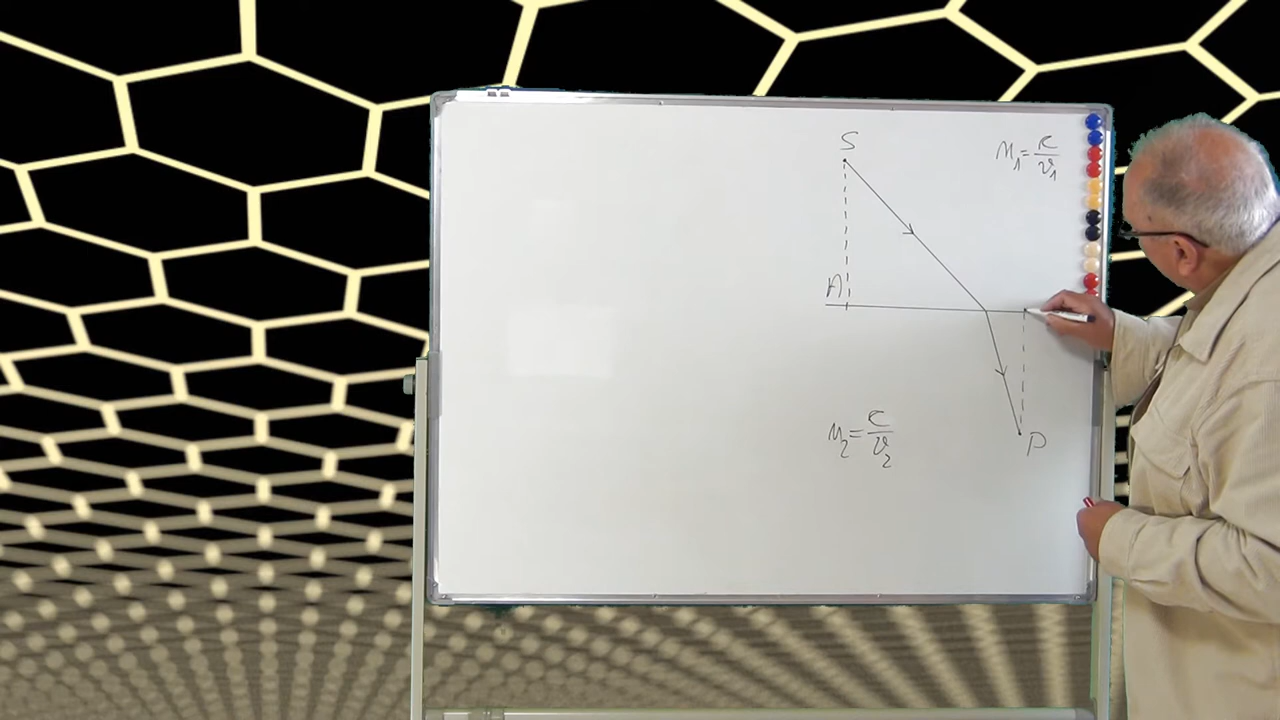 S
n₁ = c/v₁
A
n₂ = c/v₂
P